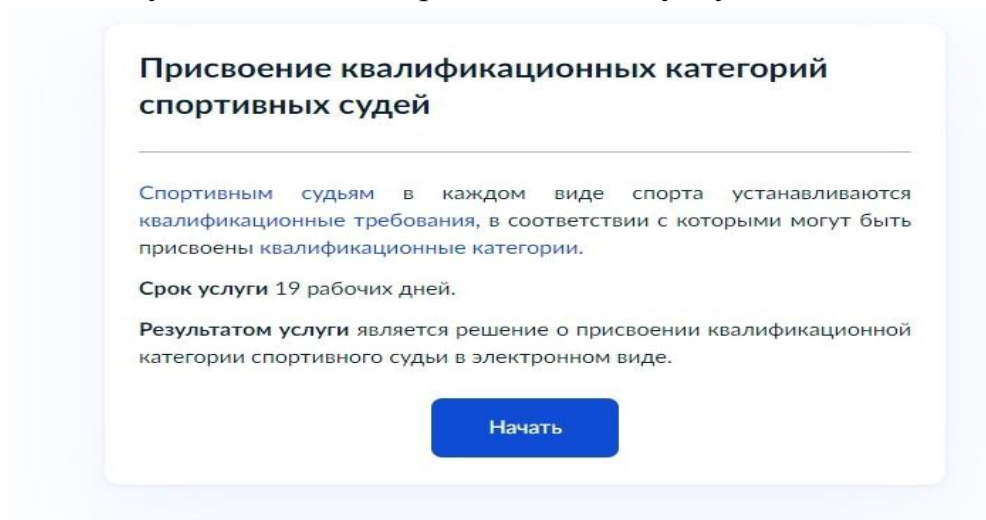 Присвоение квалификационных категорий
спортивных судей
Спортивным судьям в каждом виде спорта устанавливаются
квалификационные требования, в соответствии с которыми могут быть
присвоены квалификационные категории.
Срок услуги 19 рабочих дней.
Результатом услуги является решение о присвоении квалификационной
категории спортивного судьи в электронном виде.
Начать